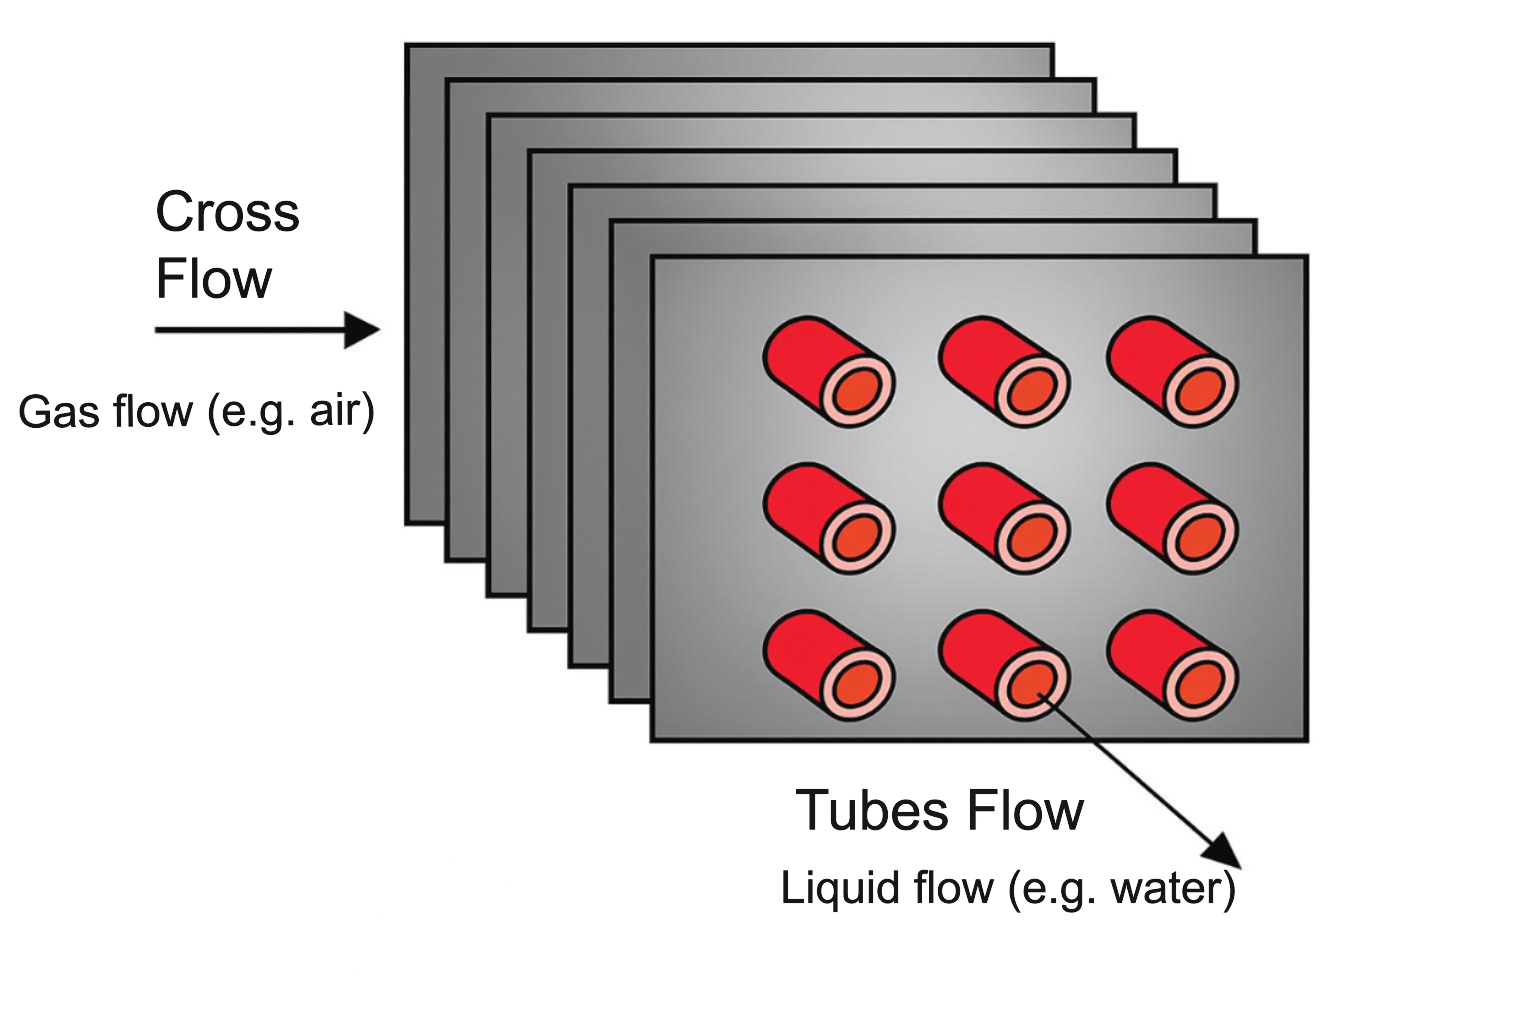 Cross
Flow
Gas flow (e.g. air)
Tubes Flow
Liquid flow (e.g. water)